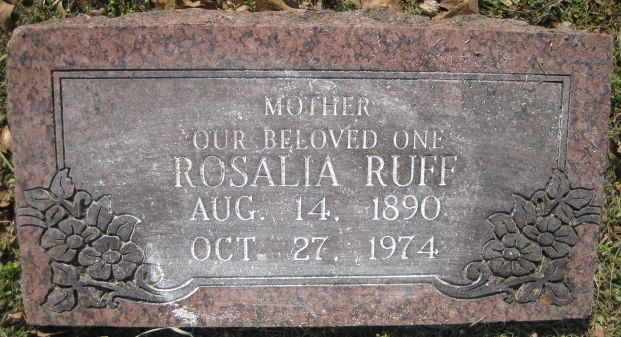 MOTHER
OUR BELOVED ONE
ROSALIA RUFF
AUG. 14. 1890
OCT. 27. 1974